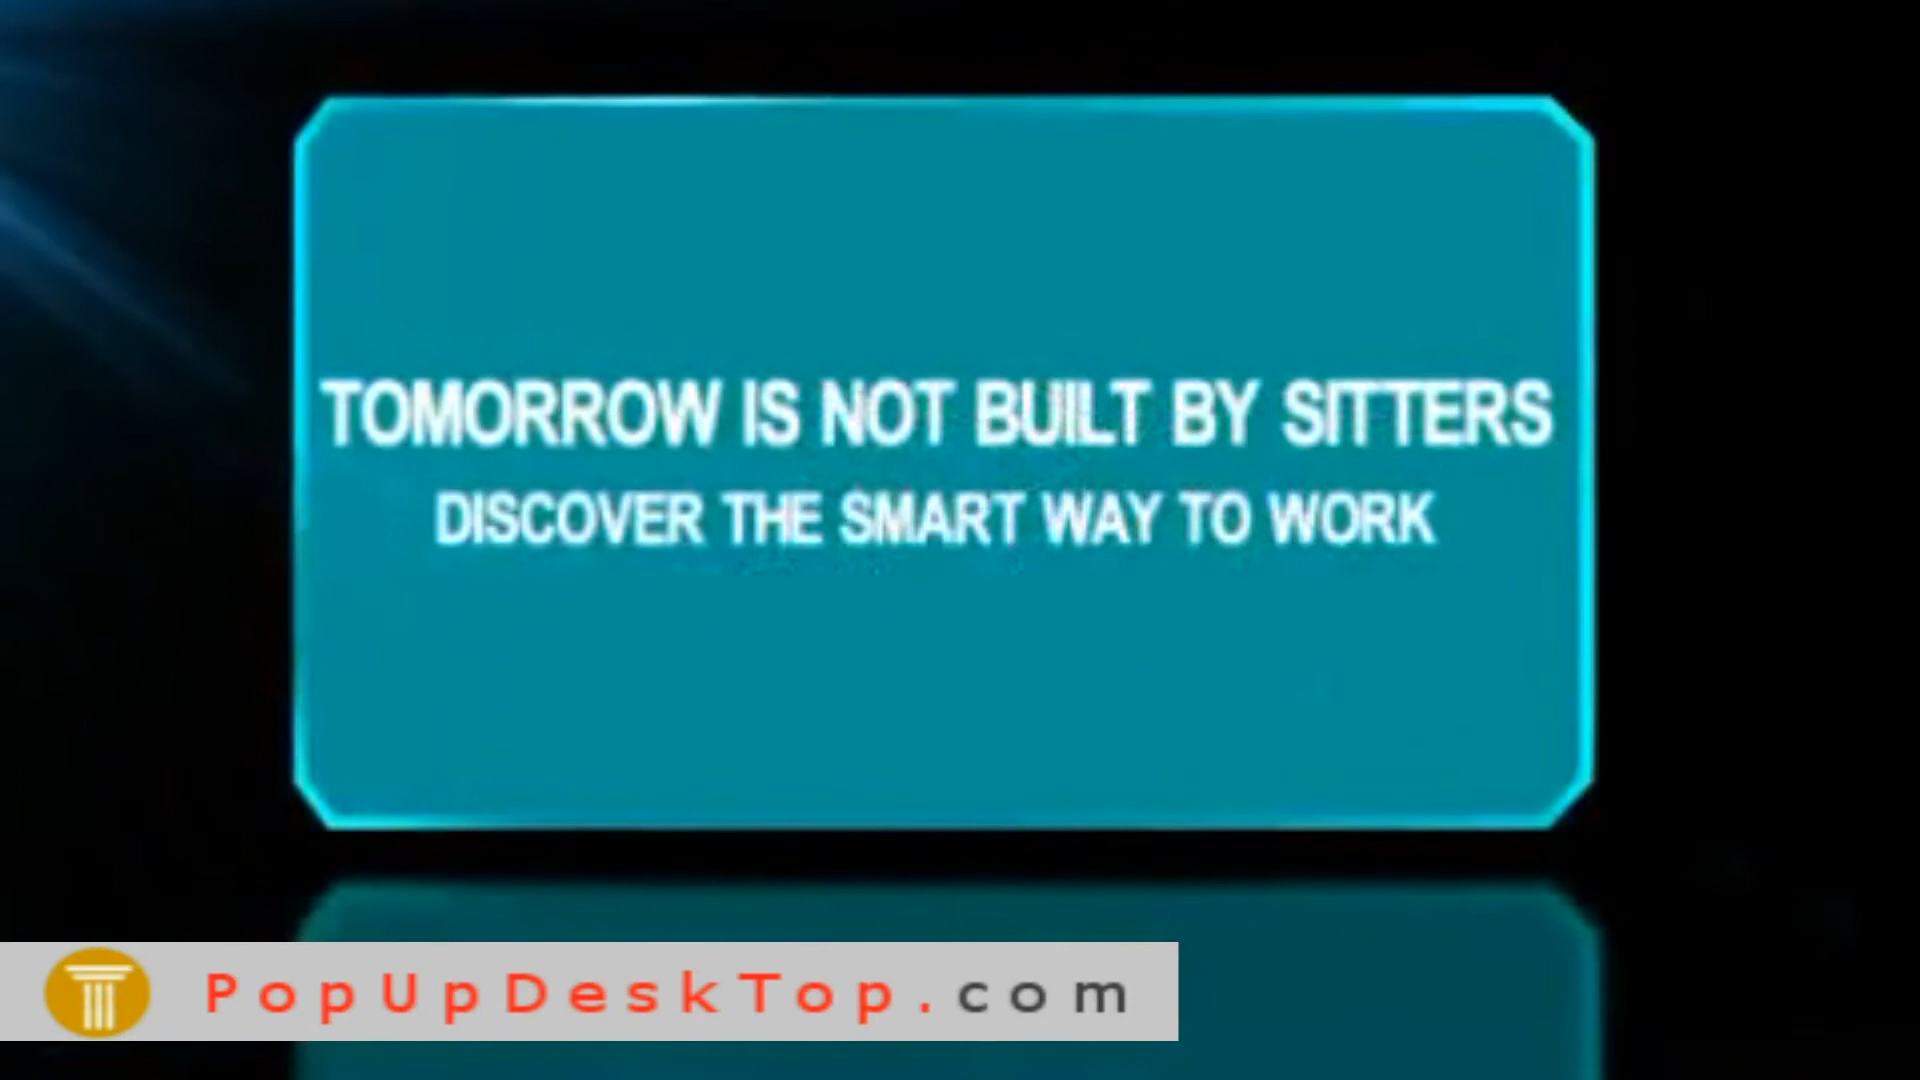 TOMORROW IS NOT BUILT BY SITTERS
DISCOVER THE SMART WAY TO WORK
PopUpDeskTop.com